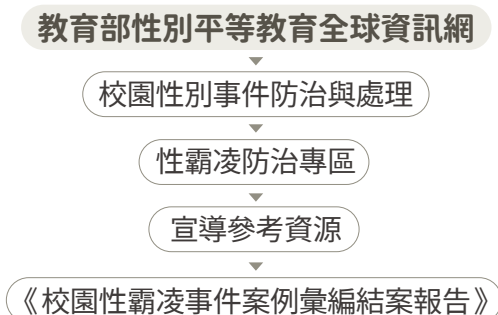 教育部性別平等教育全球資訊網
校園性別事件防治與處理
性霸凌防治專區
宣導參考資源
《校園性霸凌事件案例彙編結案報告》